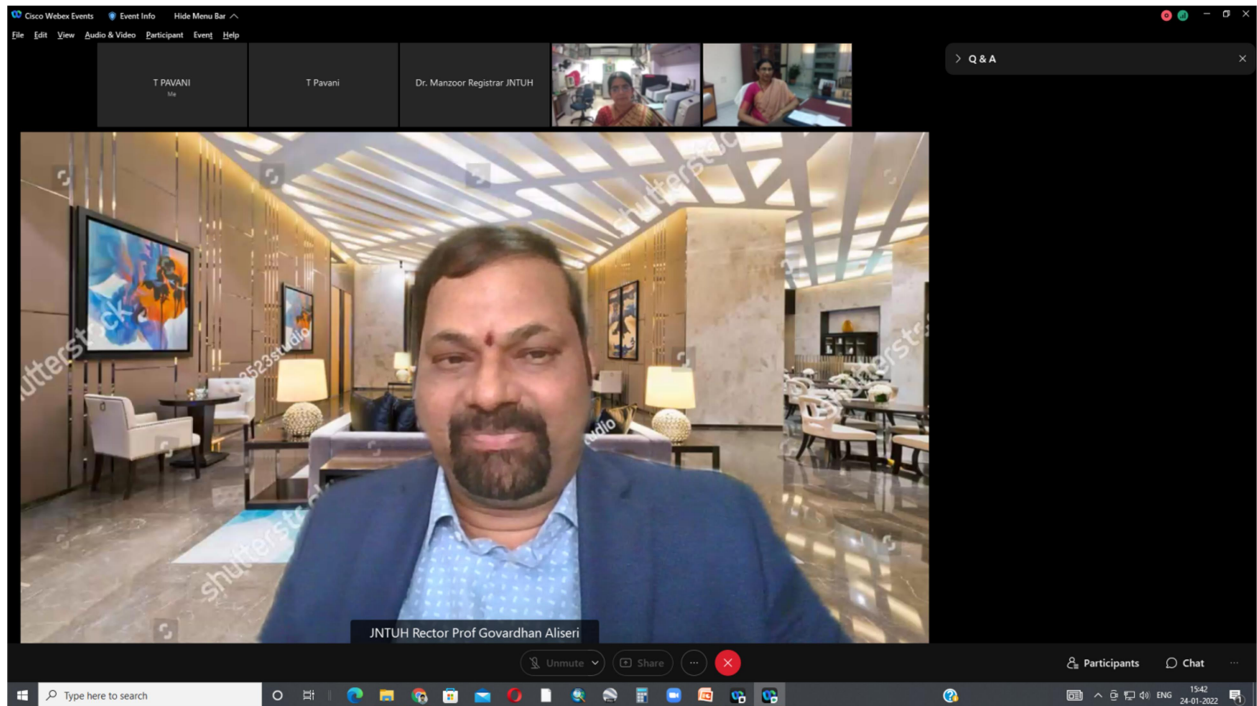 Cisco Webex Events Event Info Hide Menu Bar
File Edit View Audio & Video Participant Event Help
T PAVANI
Me
T Pavani
Dr. Manzoor Registrar JNTUH
Q & A
shutterstock
shutterstock
shutterstock
JNTUH Rector Prof Govardhan Aliseri
Unmute
Share
Participants
Chat
Type here to search
ENG
15:42
24-01-2022